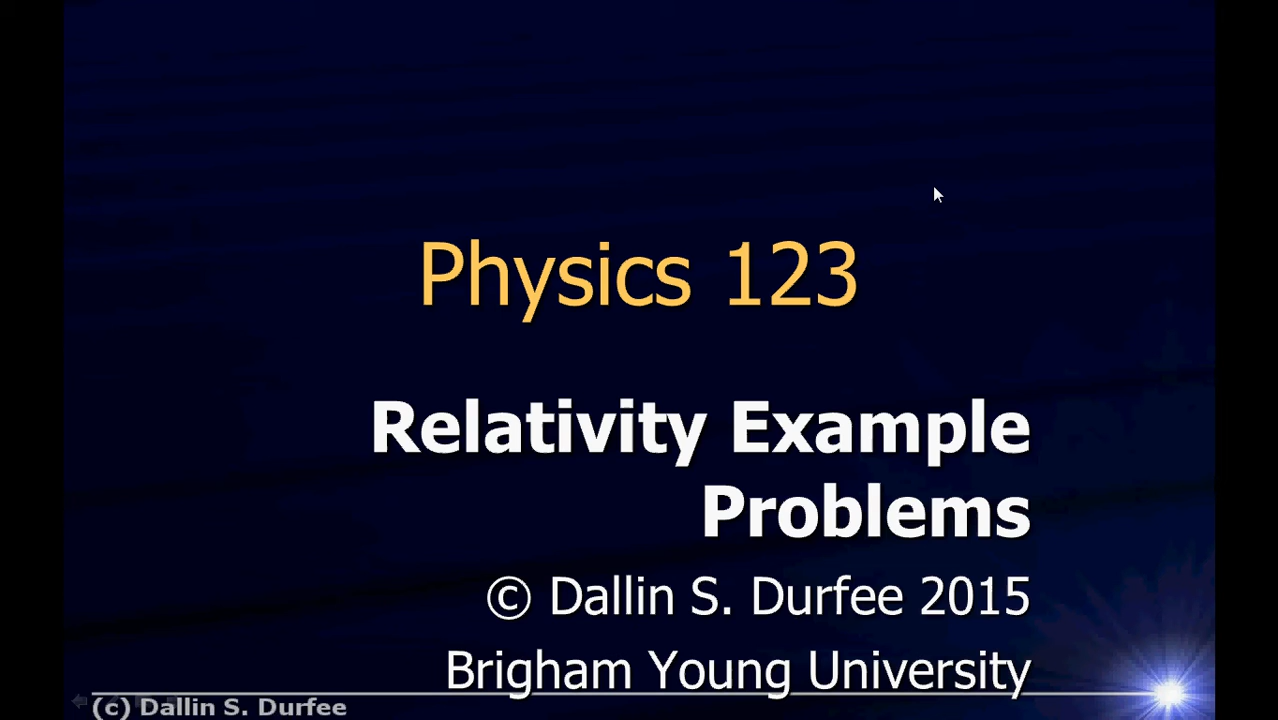 Physics 123
Relativity Example
Problems
© Dallin S. Durfee 2015
Brigham Young University
(c) Dallin S. Durfee